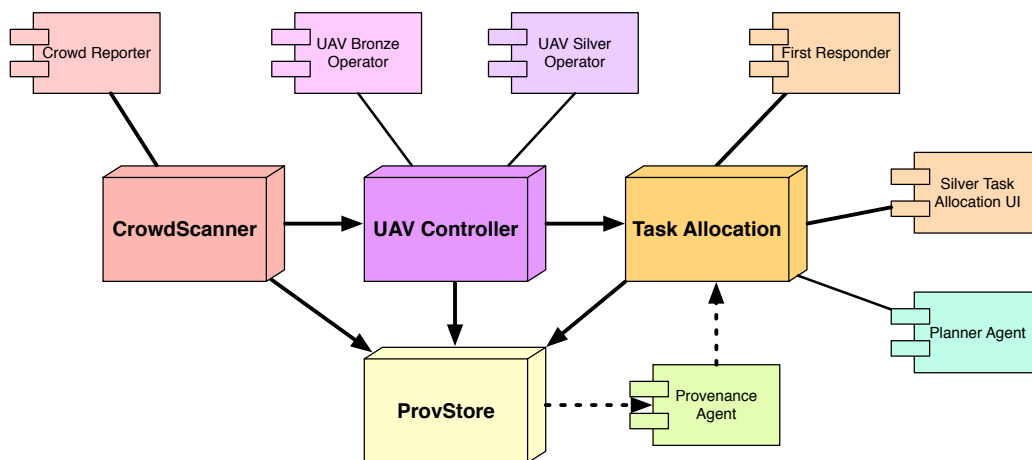 Crowd Reporter
UAV Bronze
Operator
UAV Silver
Operator
First Responder
CrowdScanner
UAV Controller
Task Allocation
Silver Task
Allocation UI
Planner Agent
ProvStore
Provenance
Agent